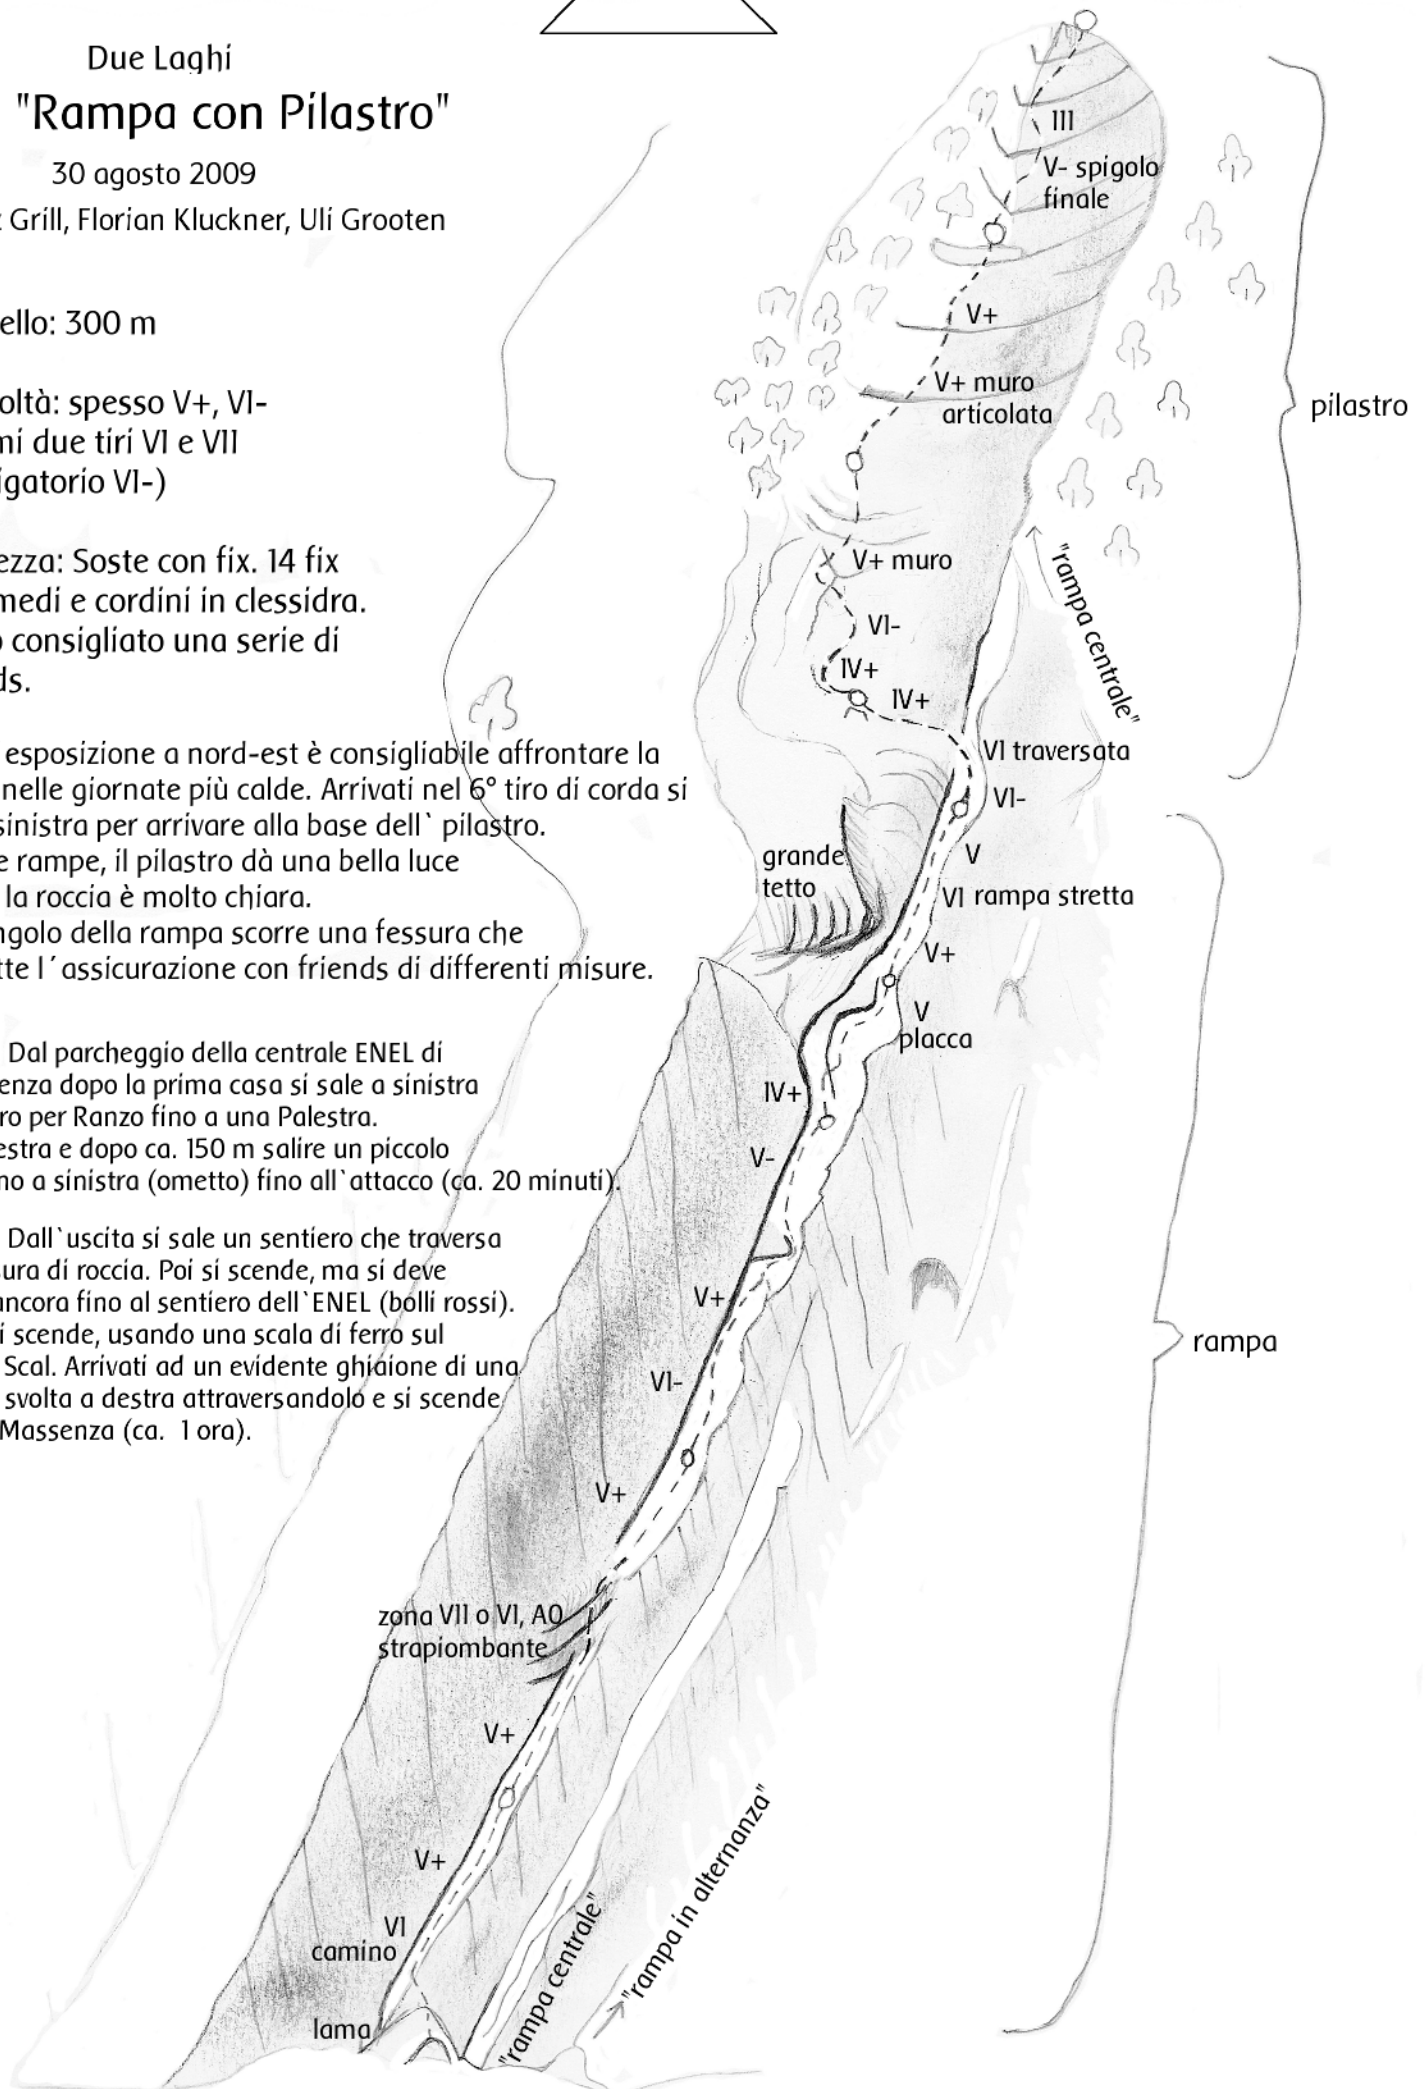 Due Laghi
"Rampa con Pilastro"
30 agosto 2009
Grill, Florian Kluckner, Uli Grooten
ello: 300 m
oltà: spesso V+, VI-
mi due tiri VI e VII
igatorio VI-)
ezza: Soste con fix. 14 fix
medi e cordini in clessidra.
o consigliato una serie di
ds.
esposizione a nord-est è consigliabile affrontare la
nelle giornate più calde. Arrivati nel 6° tiro di corda si
sinistra per arrivare alla base dell` pilastro.
e rampe, il pilastro dà una bella luce
la roccia è molto chiara.
ngolo della rampa scorre una fessura che
tte l´assicurazione con friends di differenti misure.
Dal parcheggio della centrale ENEL di
enza dopo la prima casa si sale a sinistra
ro per Ranzo fino a una Palestra.
estra e dopo ca. 150 m salire un piccolo
no a sinistra (ometto) fino all`attacco (ca. 20 minuti).
Dall`uscita si sale un sentiero che traversa
sura di roccia. Poi si scende, ma si deve
ancora fino al sentiero dell`ENEL (bolli rossi).
i scende, usando una scala di ferro sul
Scal. Arrivati ad un evidente ghiaione di una
svolta a destra attraversandolo e si scende
Massenza (ca. 1 ora).
III
V- spigolo
finale
V+
V+ muro
articolata
pilastro
V+ muro
"rampa centrale"
VI-
IV+
IV+
VI traversata
VI-
V
grande
tetto
VI rampa stretta
V+
V
placca
IV+
V-
V+
rampa
VI-
V+
zona VII o VI, A0
strapiombante
V+
V+
VI
camino
lama
"rampa centrale"
"rampa in alternanza"